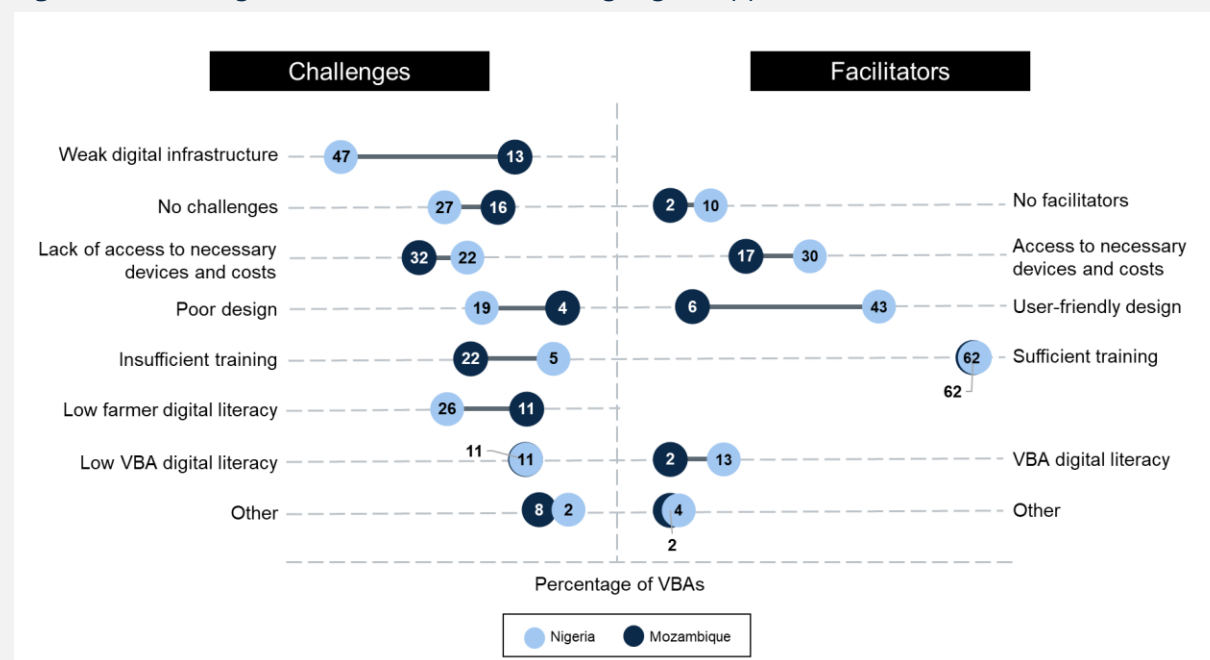 Challenges
Facilitators
Weak digital infrastructure
47
13
No challenges
27
16
2
10
No facilitators
Lack of access to necessary
devices and costs
32
22
17
30
Access to necessary
devices and costs
Poor design
19
4
6
43
User-friendly design
Insufficient training
22
5
62
62
Sufficient training
Low farmer digital literacy
26
11
Low VBA digital literacy
11
11
2
13
VBA digital literacy
Other
8
2
4
2
Other
Percentage of VBAs
Nigeria
Mozambique